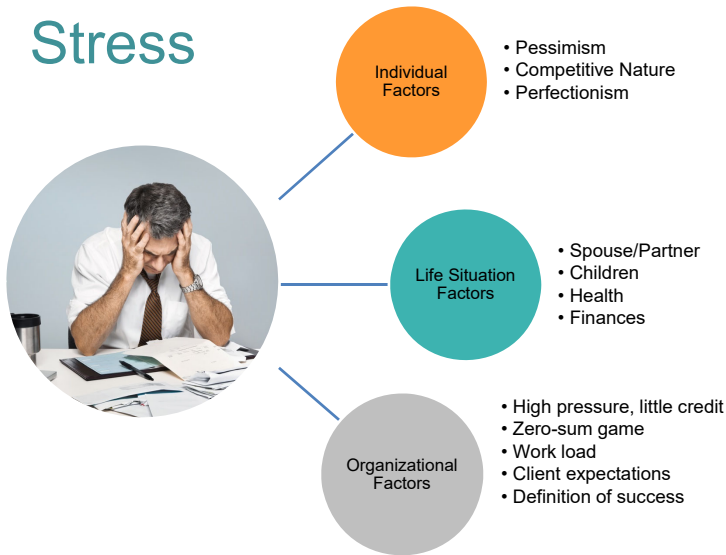 Stress
Individual
Factors
• Pessimism
• Competitive Nature
• Perfectionism
Life Situation
Factors
• Spouse/Partner
• Children
• Health
• Finances
Organizational
Factors
• High pressure, little credit
• Zero-sum game
• Work load
• Client expectations
• Definition of success